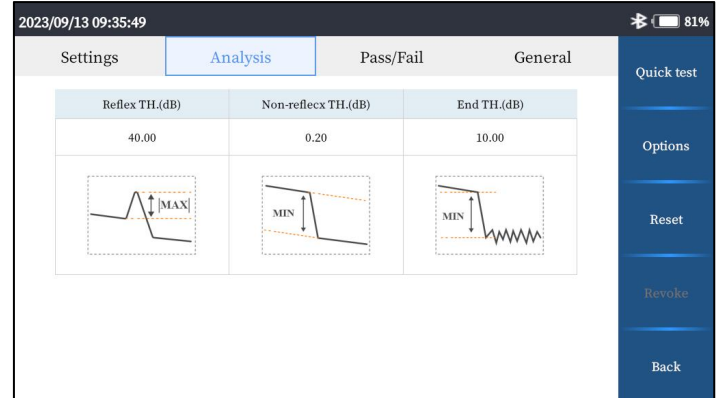 2023/09/13 09:35:49 81%
Settings Analysis Pass/Fail General
Quick test
Reflex TH.(dB) Non-reflecx TH.(dB) End TH.(dB)
40.00 0.20 10.00
Options
|MAX| MIN MIN
Reset
Revoke
Back